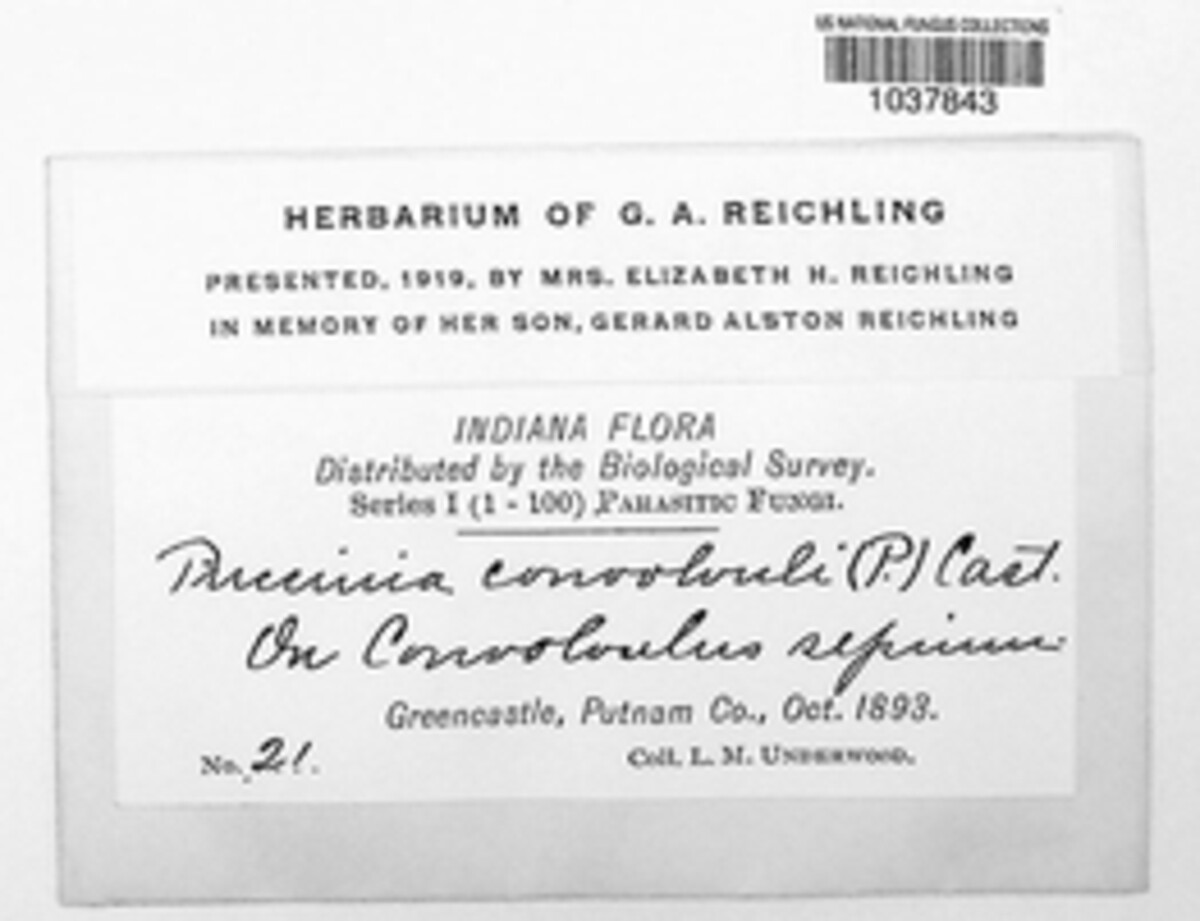 US NATIONAL FUNGUS COLLECTIONS
1037843
HERBARIUM OF G. A. REICHLING
PRESENTED, 1919, BY MRS. ELIZABETH H. REICHLING
IN MEMORY OF HER SON, GERARD ALSTON REICHLING
INDIANA FLORA
Distributed by the Biological Survey.
Series I (1 - 100) PARASITIC FUNGI.
Puccinia convolvuli (P.) Cast.
On Convolvulus sepium.
Greencastle, Putnam Co., Oct. 1893.
No. 21. Coll. L. M. UNDERWOOD.